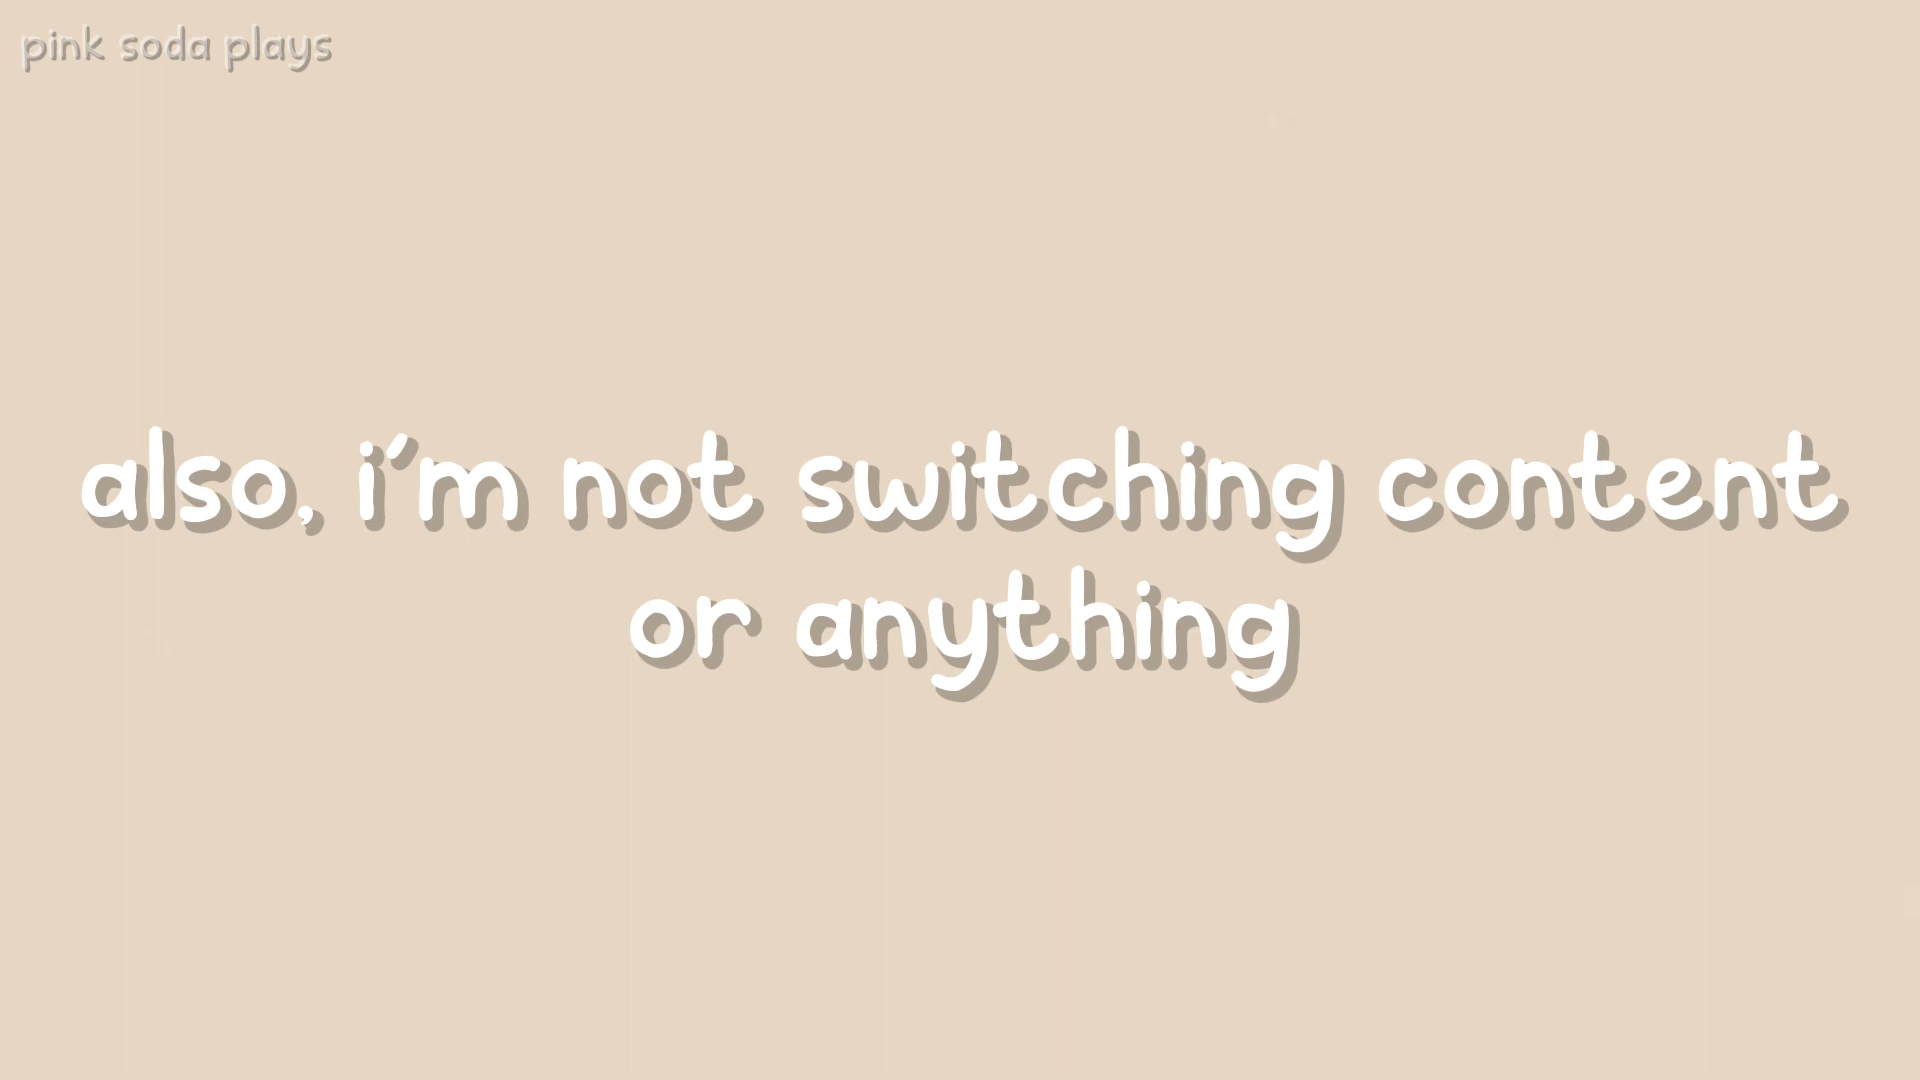 pink soda plays
also, i'm not switching content
or anything